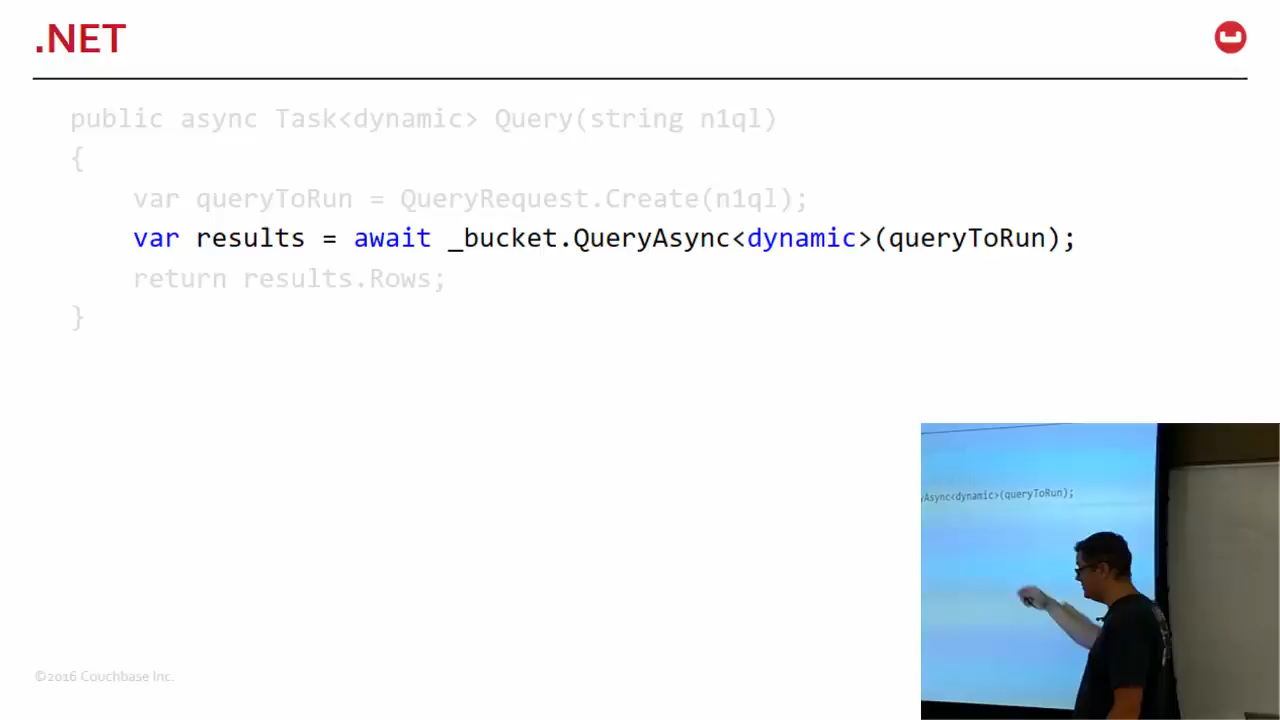 .NET
public async Task<dynamic> Query(string n1ql)
{
var queryToRun = QueryRequest.Create(n1ql);
var results = await _bucket.QueryAsync<dynamic>(queryToRun);
return results.Rows;
}
Async<dynamic>(queryToRun);
©2016 Couchbase Inc.